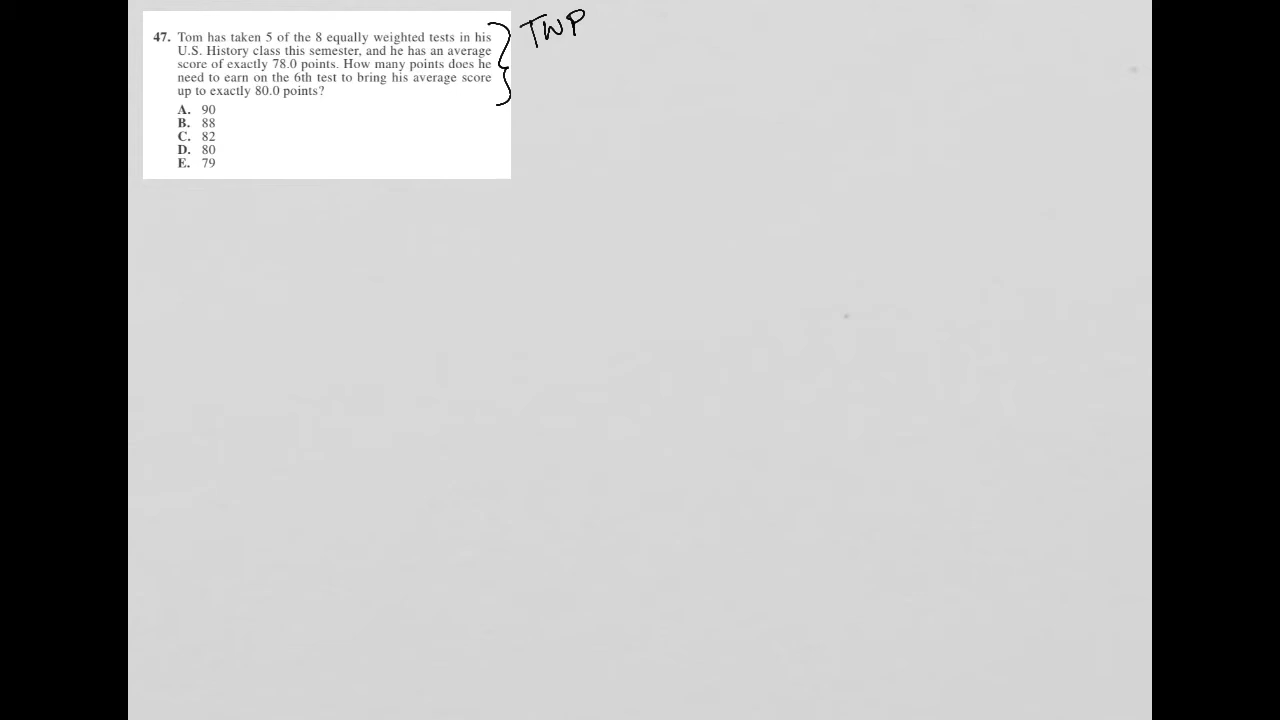 TWP
47. Tom has taken 5 of the 8 equally weighted tests in his
U.S. History class this semester, and he has an average
score of exactly 78.0 points. How many points does he
need to earn on the 6th test to bring his average score
up to exactly 80.0 points?
A. 90
B. 88
C. 82
D. 80
E. 79